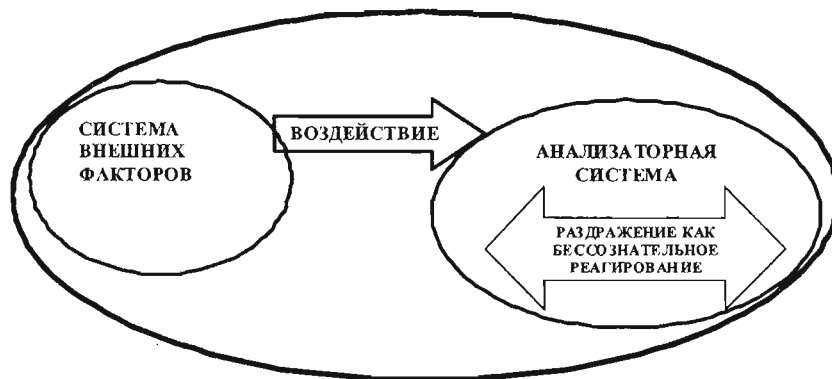 СИСТЕМА
ВНЕШНИХ
ФАКТОРОВ
ВОЗДЕЙСТВИЕ
АНАЛИЗАТОРНАЯ
СИСТЕМА
РАЗДРАЖЕНИЕ КАК
БЕССОЗНАТЕЛЬНОЕ
РЕАГИРОВАНИЕ